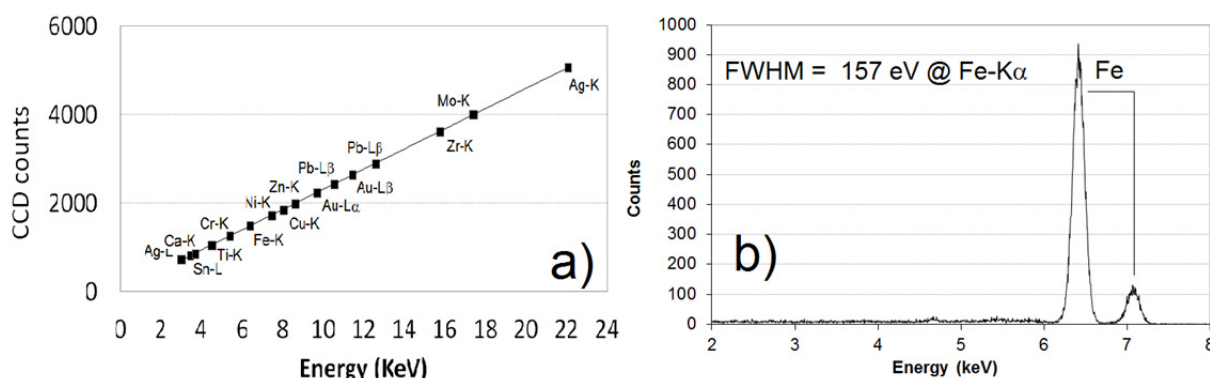 6000
4000
2000
0
CCD counts
Ag-L
Ca-K
Sn-L
Cr-K
Ti-K
Fe-K
Ni-K
Zn-K
Cu-K
Pb-Lβ
Au-Lα
Pb-Lβ
Au-Lβ
Mo-K
Zr-K
Ag-K
a)
0 2 4 6 8 10 12 14 16 18 20 22 24
Energy (KeV)
1000
900
800
700
600
500
400
300
200
100
0
Counts
FWHM = 157 eV @ Fe-Kα
Fe
b)
2 3 4 5 6 7 8
Energy (keV)